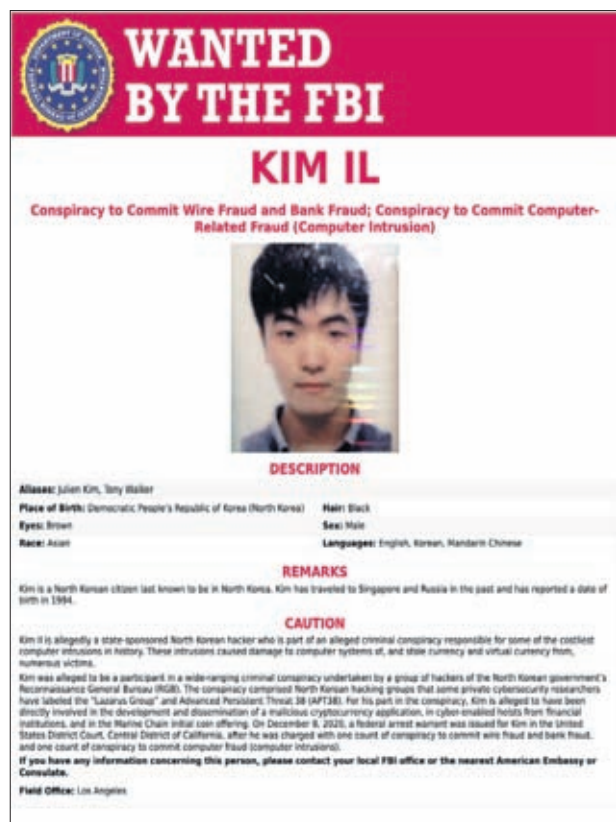 WANTED
BY THE FBI
KIM IL
Conspiracy to Commit Wire Fraud and Bank Fraud; Conspiracy to Commit Computer-
Related Fraud (Computer Intrusion)
DESCRIPTION
Aliases: Julien Kim, Tony Walker
Place of Birth: Democratic People's Republic of Korea (North Korea) Hair: Black
Eyes: Brown Sex: Male
Race: Asian Languages: English, Korean, Mandarin Chinese
REMARKS
Kim is a North Korean citizen last known to be in North Korea. Kim has traveled to Singapore and Russia in the past and has reported a date of
birth in 1994.
CAUTION
Kim Il is allegedly a state-sponsored North Korean hacker who is part of an alleged criminal conspiracy responsible for some of the costliest
computer intrusions in history. These intrusions caused damage to computer systems of, and stole currency and virtual currency from,
numerous victims.
Kim was alleged to be a participant in a wide-ranging criminal conspiracy undertaken by a group of hackers of the North Korean government's
Reconnaissance General Bureau (RGB). The conspiracy comprised North Korean hacking groups that some private cybersecurity researchers
have labeled the "Lazarus Group" and Advanced Persistent Threat 38 (APT38). For his part in the conspiracy, Kim is alleged to have been
directly involved in the development and dissemination of a malicious cryptocurrency application, in cyber-enabled heists from financial
institutions, and in the Marine Chain initial coin offering. On December 8, 2020, a federal arrest warrant was issued for Kim in the United
States District Court, Central District of California, after he was charged with one count of conspiracy to commit wire fraud and bank fraud,
and one count of conspiracy to commit computer fraud (computer intrusions).
If you have any information concerning this person, please contact your local FBI office or the nearest American Embassy or
Consulate.
Field Office: Los Angeles